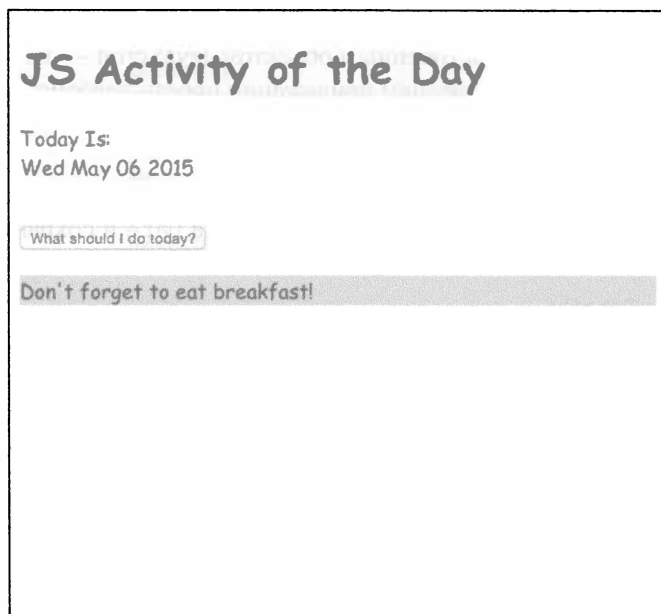 JS Activity of the Day
Today Is:
Wed May 06 2015
What should I do today?
Don't forget to eat breakfast!